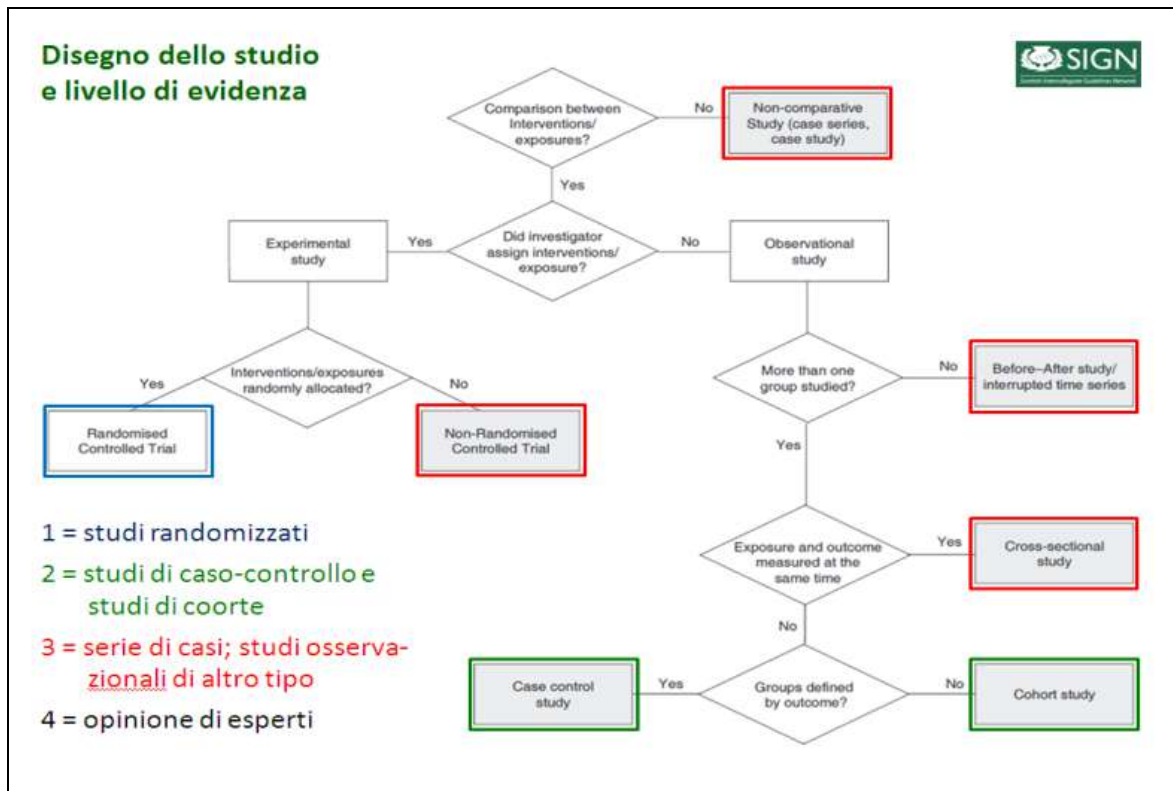 Disegno dello studio
e livello di evidenza
SIGN
Comparison between
Interventions/
exposures?
No
Non-comparative
Study (case series,
case study)
Yes
Experimental
study
Yes
Did investigator
assign interventions/
exposure?
No
Observational
study
Interventions/exposures
randomly allocated?
Yes
No
Randomised
Controlled Trial
Non-Randomised
Controlled Trial
More than one
group studied?
No
Before–After study/
interrupted time series
Yes
Exposure and outcome
measured at the
same time
Yes
Cross-sectional
study
No
Case control
study
Yes
Groups defined
by outcome?
No
Cohort study
1 = studi randomizzati
2 = studi di caso-controllo e
studi di coorte
3 = serie di casi; studi osserva-
zionali di altro tipo
4 = opinione di esperti